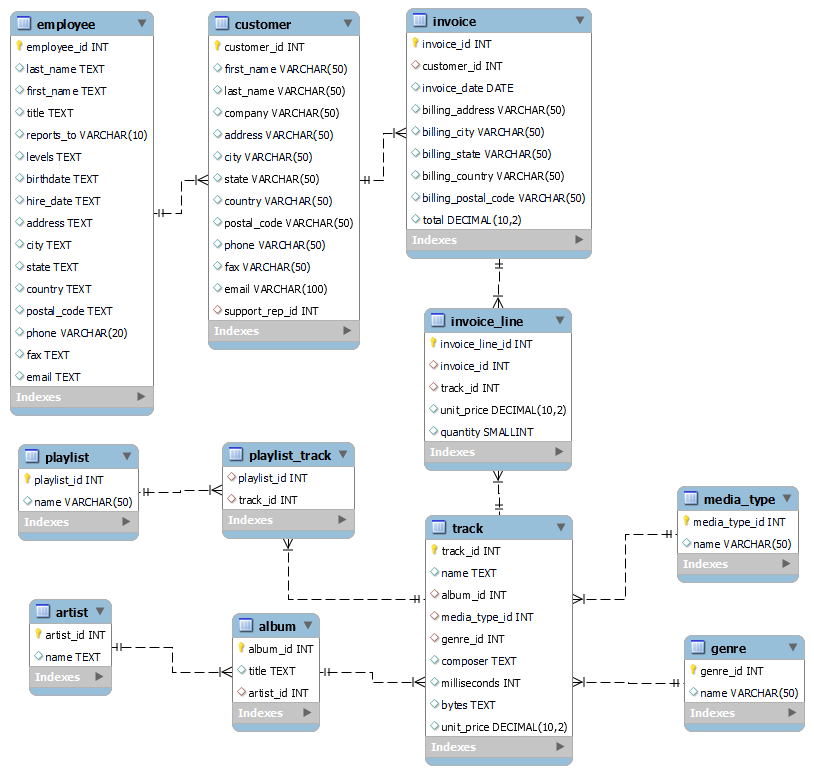 employee
employee_id INT
last_name TEXT
first_name TEXT
title TEXT
reports_to VARCHAR(10)
levels TEXT
birthdate TEXT
hire_date TEXT
address TEXT
city TEXT
state TEXT
country TEXT
postal_code TEXT
phone VARCHAR(20)
fax TEXT
email TEXT
Indexes
customer
customer_id INT
first_name VARCHAR(50)
last_name VARCHAR(50)
company VARCHAR(50)
address VARCHAR(50)
city VARCHAR(50)
state VARCHAR(50)
country VARCHAR(50)
postal_code VARCHAR(50)
phone VARCHAR(50)
fax VARCHAR(50)
email VARCHAR(100)
support_rep_id INT
Indexes
invoice
invoice_id INT
customer_id INT
invoice_date DATE
billing_address VARCHAR(50)
billing_city VARCHAR(50)
billing_state VARCHAR(50)
billing_country VARCHAR(50)
billing_postal_code VARCHAR(50)
total DECIMAL(10,2)
Indexes
invoice_line
invoice_line_id INT
invoice_id INT
track_id INT
unit_price DECIMAL(10,2)
quantity SMALLINT
Indexes
playlist
playlist_id INT
name VARCHAR(50)
Indexes
playlist_track
playlist_id INT
track_id INT
Indexes
track
track_id INT
name TEXT
album_id INT
media_type_id INT
genre_id INT
composer TEXT
milliseconds INT
bytes TEXT
unit_price DECIMAL(10,2)
Indexes
media_type
media_type_id INT
name VARCHAR(50)
Indexes
artist
artist_id INT
name TEXT
Indexes
album
album_id INT
title TEXT
artist_id INT
Indexes
genre
genre_id INT
name VARCHAR(50)
Indexes